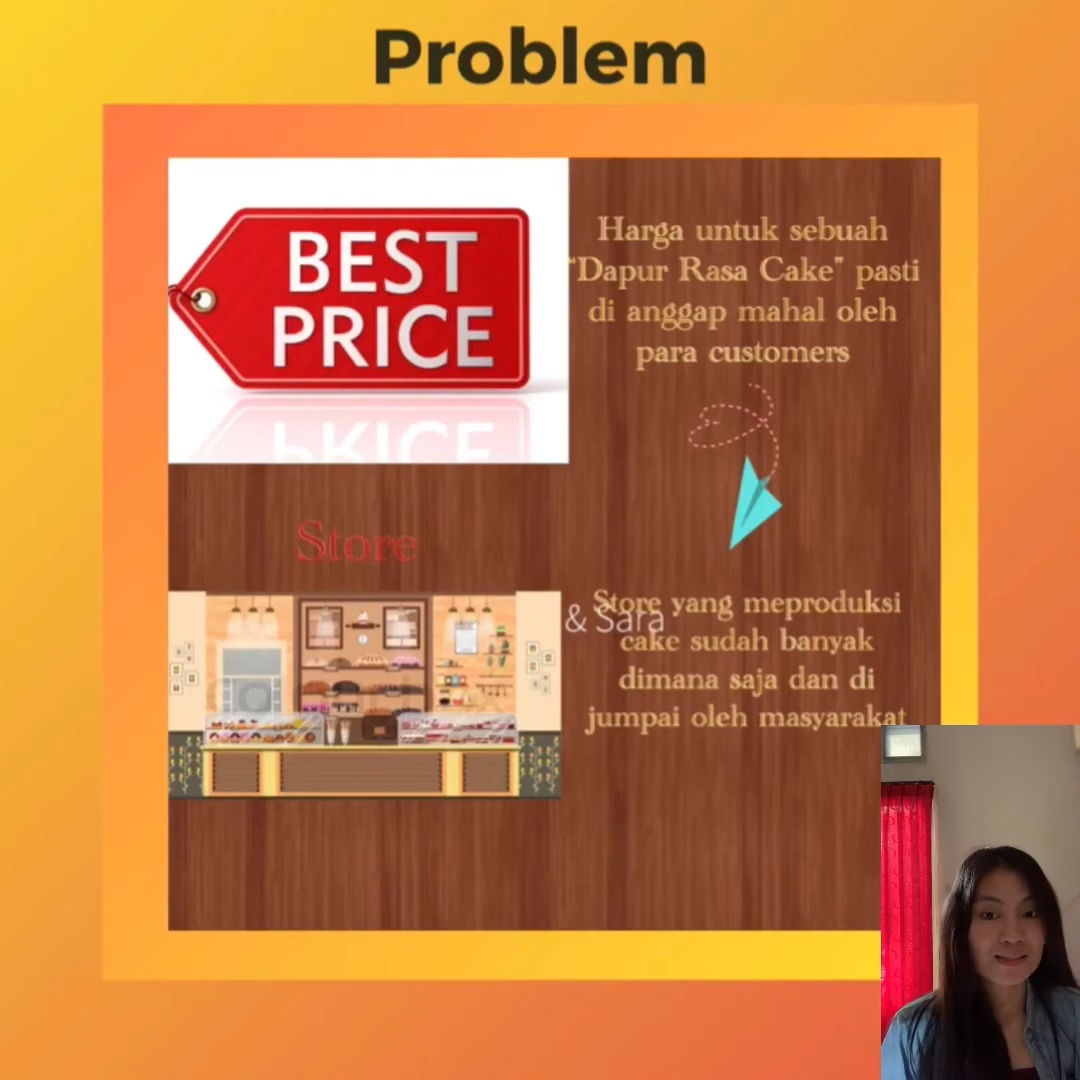 Problem
BEST
PRICE
Harga untuk sebuah
"Dapur Rasa Cake" pasti
di anggap mahal oleh
para customers
Store
& Sara
Store yang meproduksi
cake sudah banyak
dimana saja dan di
jumpai oleh masyarakat